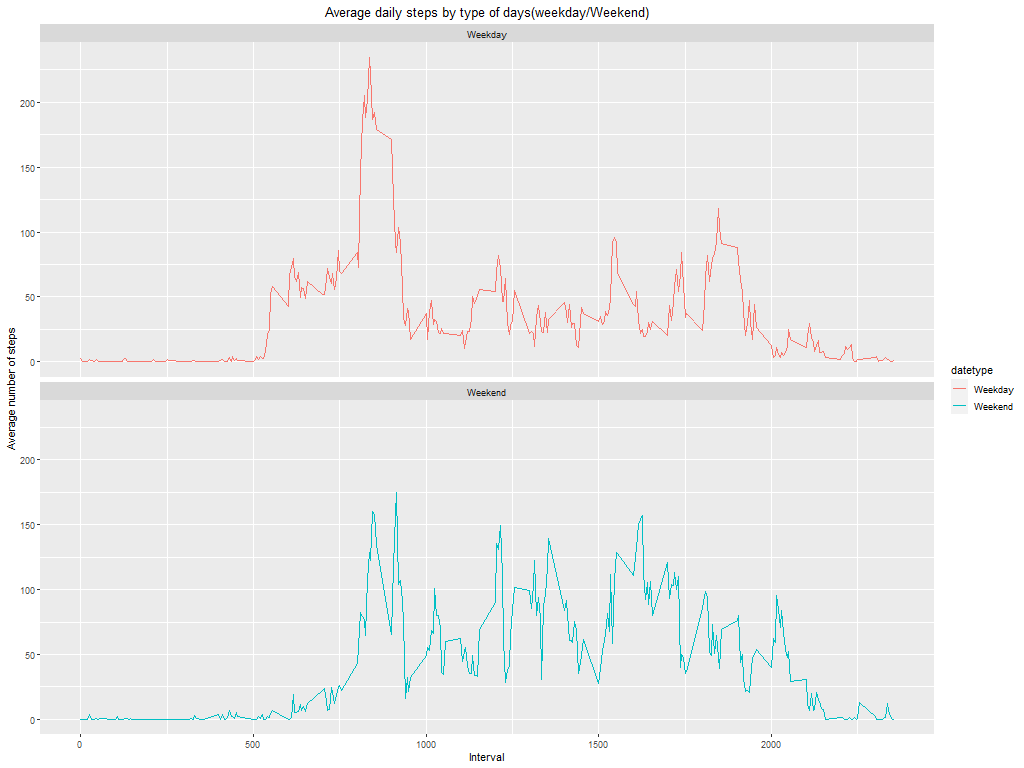 Average daily steps by type of days(weekday/Weekend)
Weekday
200
150
100
50
0
Weekend
200
150
100
50
0
0
500
1000
1500
2000
Interval
Average number of steps
datetype
Weekday
Weekend